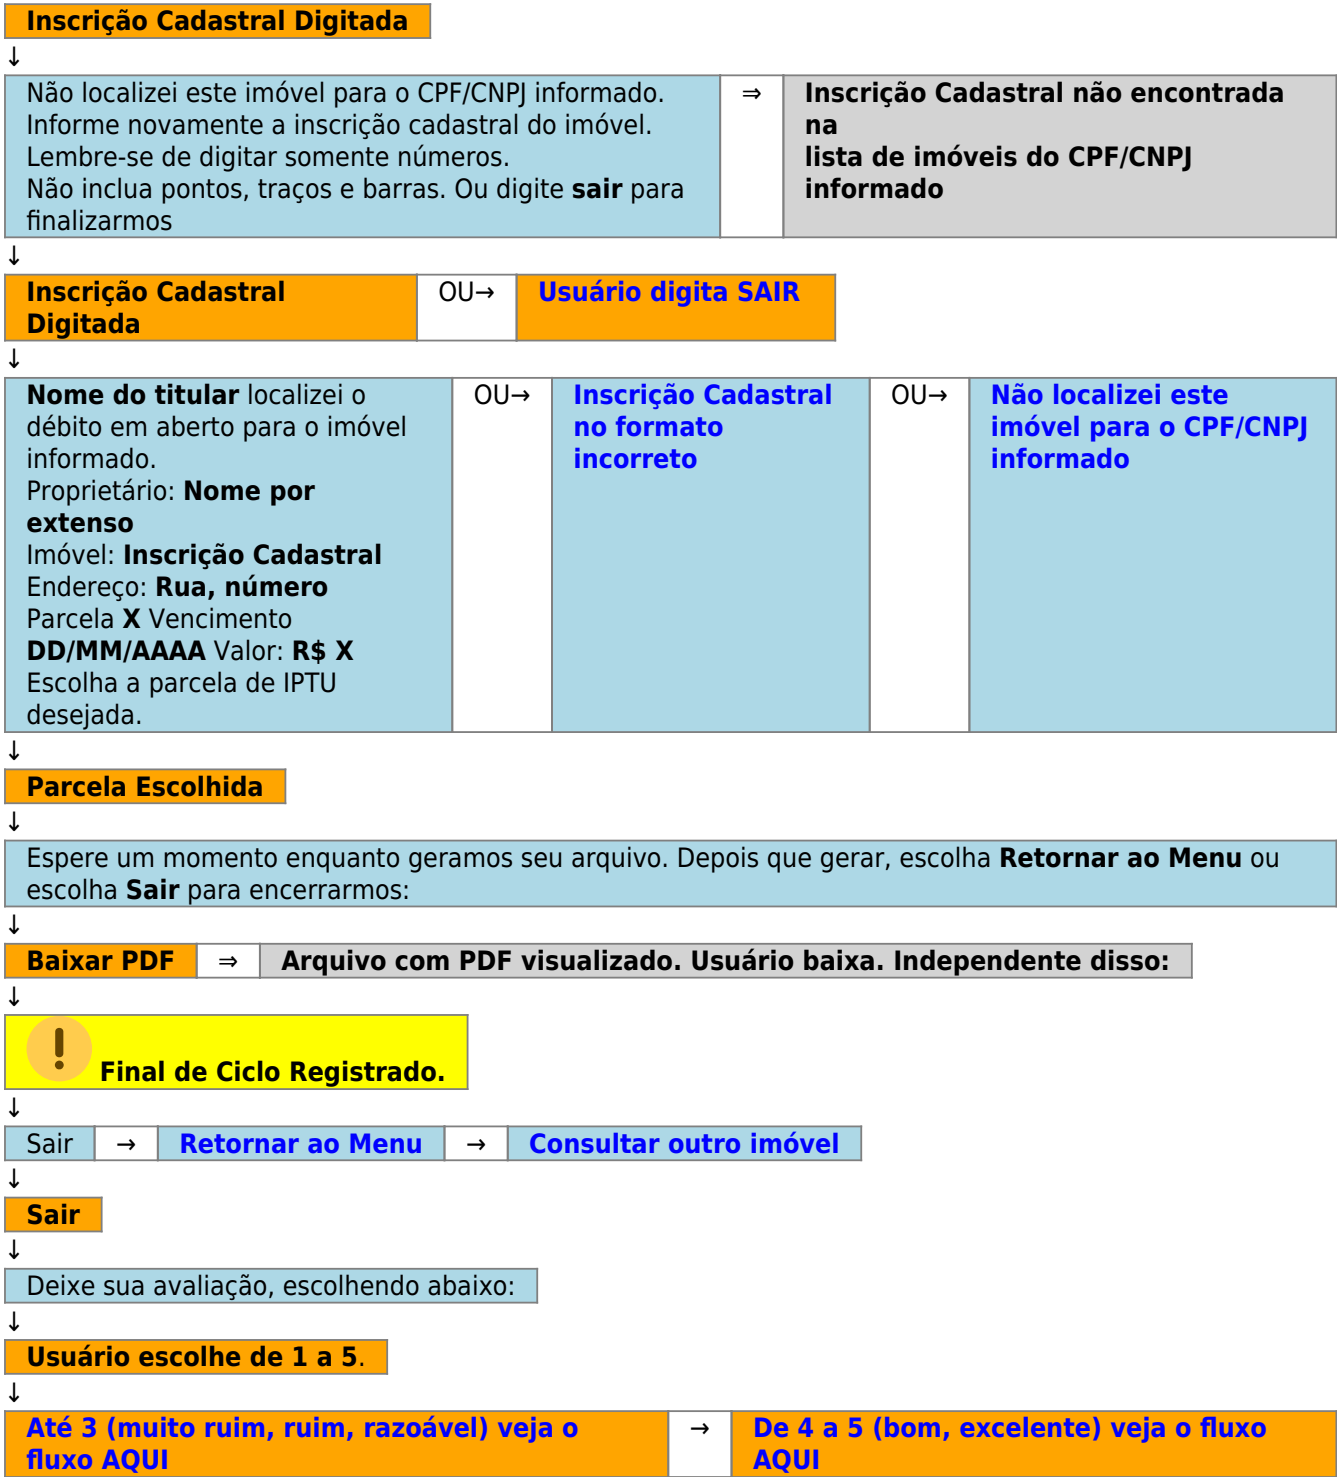 Inscrição Cadastral Digitada
↓
Não localizei este imóvel para o CPF/CNPJ informado.
Informe novamente a inscrição cadastral do imóvel.
Lembre-se de digitar somente números.
Não inclua pontos, traços e barras. Ou digite sair para
finalizarmos
⇒
Inscrição Cadastral não encontrada
na
lista de imóveis do CPF/CNPJ
informado
↓
Inscrição Cadastral
Digitada
OU→
Usuário digita SAIR
↓
Nome do titular localizei o
débito em aberto para o imóvel
informado.
Proprietário: Nome por
extenso
Imóvel: Inscrição Cadastral
Endereço: Rua, número
Parcela X Vencimento
DD/MM/AAAA Valor: R$ X
Escolha a parcela de IPTU
desejada.
OU→
Inscrição Cadastral
no formato
incorreto
OU→
Não localizei este
imóvel para o CPF/CNPJ
informado
↓
Parcela Escolhida
↓
Espere um momento enquanto geramos seu arquivo. Depois que gerar, escolha Retornar ao Menu ou
escolha Sair para encerrarmos:
↓
Baixar PDF ⇒ Arquivo com PDF visualizado. Usuário baixa. Independente disso:
↓
! Final de Ciclo Registrado.
↓
Sair → Retornar ao Menu → Consultar outro imóvel
↓
Sair
↓
Deixe sua avaliação, escolhendo abaixo:
↓
Usuário escolhe de 1 a 5.
↓
Até 3 (muito ruim, ruim, razoável) veja o
fluxo AQUI
→
De 4 a 5 (bom, excelente) veja o fluxo
AQUI